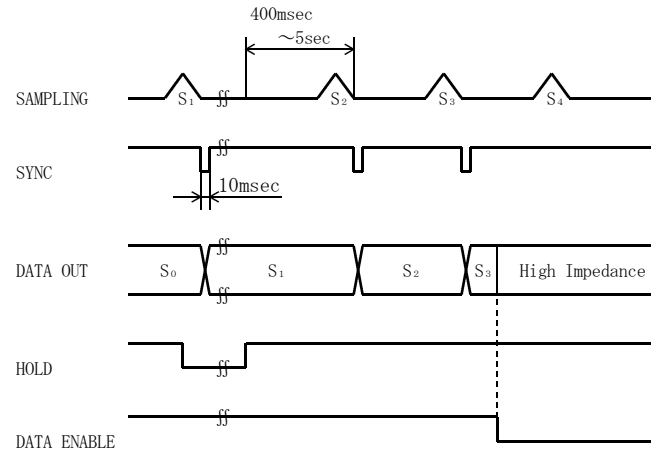 400msec
～5sec
SAMPLING S₁ S₂ S₃ S₄
SYNC
10msec
DATA OUT S₀ S₁ S₂ S₃ High Impedance
HOLD
DATA ENABLE